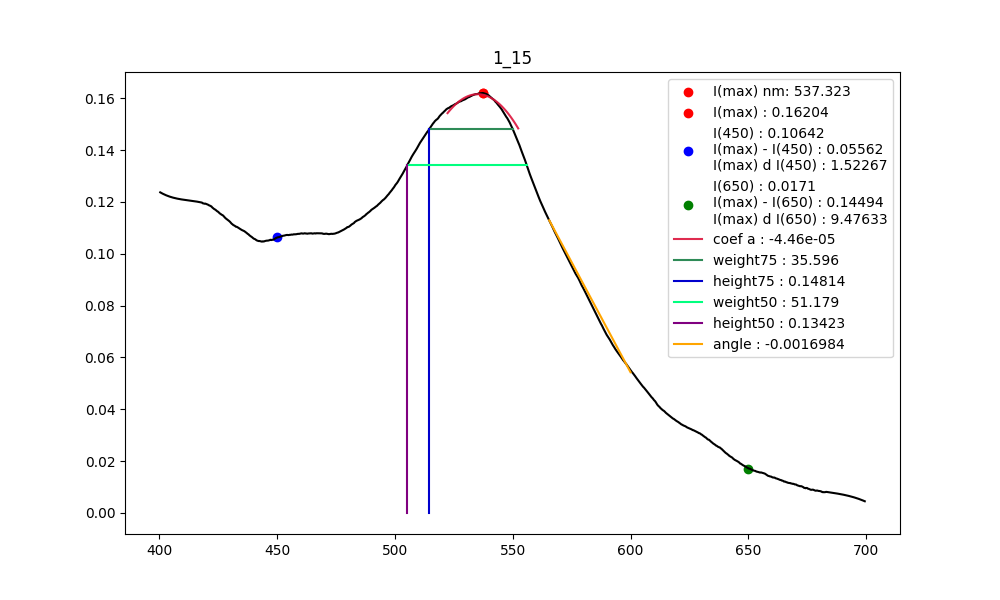 1_15
I(max) nm: 537.323
I(max) : 0.16204
I(450) : 0.10642
I(max) - I(450) : 0.05562
I(max) d I(450) : 1.52267
I(650) : 0.0171
I(max) - I(650) : 0.14494
I(max) d I(650) : 9.47633
coef a : -4.46e-05
weight75 : 35.596
height75 : 0.14814
weight50 : 51.179
height50 : 0.13423
angle : -0.0016984
0.16
0.14
0.12
0.10
0.08
0.06
0.04
0.02
0.00
400 450 500 550 600 650 700